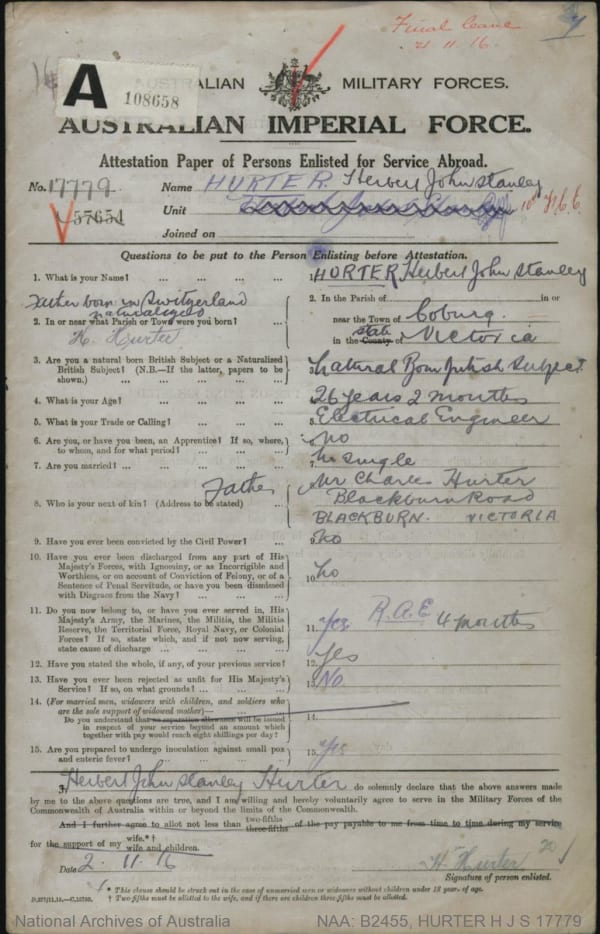 Final leave
21.11.16.
A
108658
AUSTRALIAN MILITARY FORCES.
AUSTRALIAN IMPERIAL FORCE.
Attestation Paper of Persons Enlisted for Service Abroad.
No. 17779 Name HURTER. Herbert John Stanley
57651 Unit
Joined on
Questions to be put to the Person Enlisting before Attestation.
1. What is your Name? HURTER Herbert John Stanley
Father born in Switzerland
naturalized
H. Hurter
2. In or near what Parish or Town were you born? 2. In the Parish of in or
near the Town of Coburg.
in the County State of Victoria
3. Are you a natural born British Subject or a Naturalized British Subject? (N.B.—If the latter, papers to be shown.) Natural Born British Subject
4. What is your Age? 26 years 2 months
5. What is your Trade or Calling? 5. Electrical Engineer
6. Are you, or have you been, an Apprentice? If so, where, to whom, and for what period? no
7. Are you married? 7. Single
8. Who is your next of kin? (Address to be stated) Father Mr Charles Hurter
Blackburn Road
BLACKBURN. VICTORIA
9. Have you ever been convicted by the Civil Power? 9. no
10. Have you ever been discharged from any part of His
Majesty's Forces, with Ignominy, or as Incorrigible and
Worthless, or on account of Conviction of Felony, or of a
Sentence of Penal Servitude, or have you been dismissed
with Disgrace from the Navy? 10. no
11. Do you now belong to, or have you ever served in, His
Majesty's Army, the Marines, the Militia, the Militia
Reserve, the Territorial Force, Royal Navy, or Colonial
Forces? If so, state which, and if not now serving,
state cause of discharge 11. Yes R.A.E 4 months
12. Have you stated the whole, if any, of your previous service? 12. Yes
13. Have you ever been rejected as unfit for His Majesty's
Service? If so, on what grounds? 13. No
14. (For married men, widowers with children, and soldiers who
are the sole support of widowed mother)—
Do you understand that no separation allowance will be issued
in respect of your service beyond an amount which
together with pay would reach eight shillings per day? 14.
15. Are you prepared to undergo inoculation against small pox
and enteric fever? 15. Yes
I, Herbert John Stanley Hurter do solemnly declare that the above answers made
by me to the above questions are true, and I am willing and hereby voluntarily agree to serve in the Military Forces of the
Commonwealth of Australia within or beyond the limits of the Commonwealth.
And I further agree to allot not less than two-fifths three-fifths of the pay payable to me from time to time during my service
for the support of my wife.*† wife and children.
Date 2. 11. 16 H. Hurter
Signature of person enlisted.
* This clause should be struck out in the case of unmarried men or widowers without children under 18 years of age.
† Two-fifths must be allotted to the wife, and if there are children three-fifths must be allotted.
National Archives of Australia NAA: B2455, HURTER H J S 17779